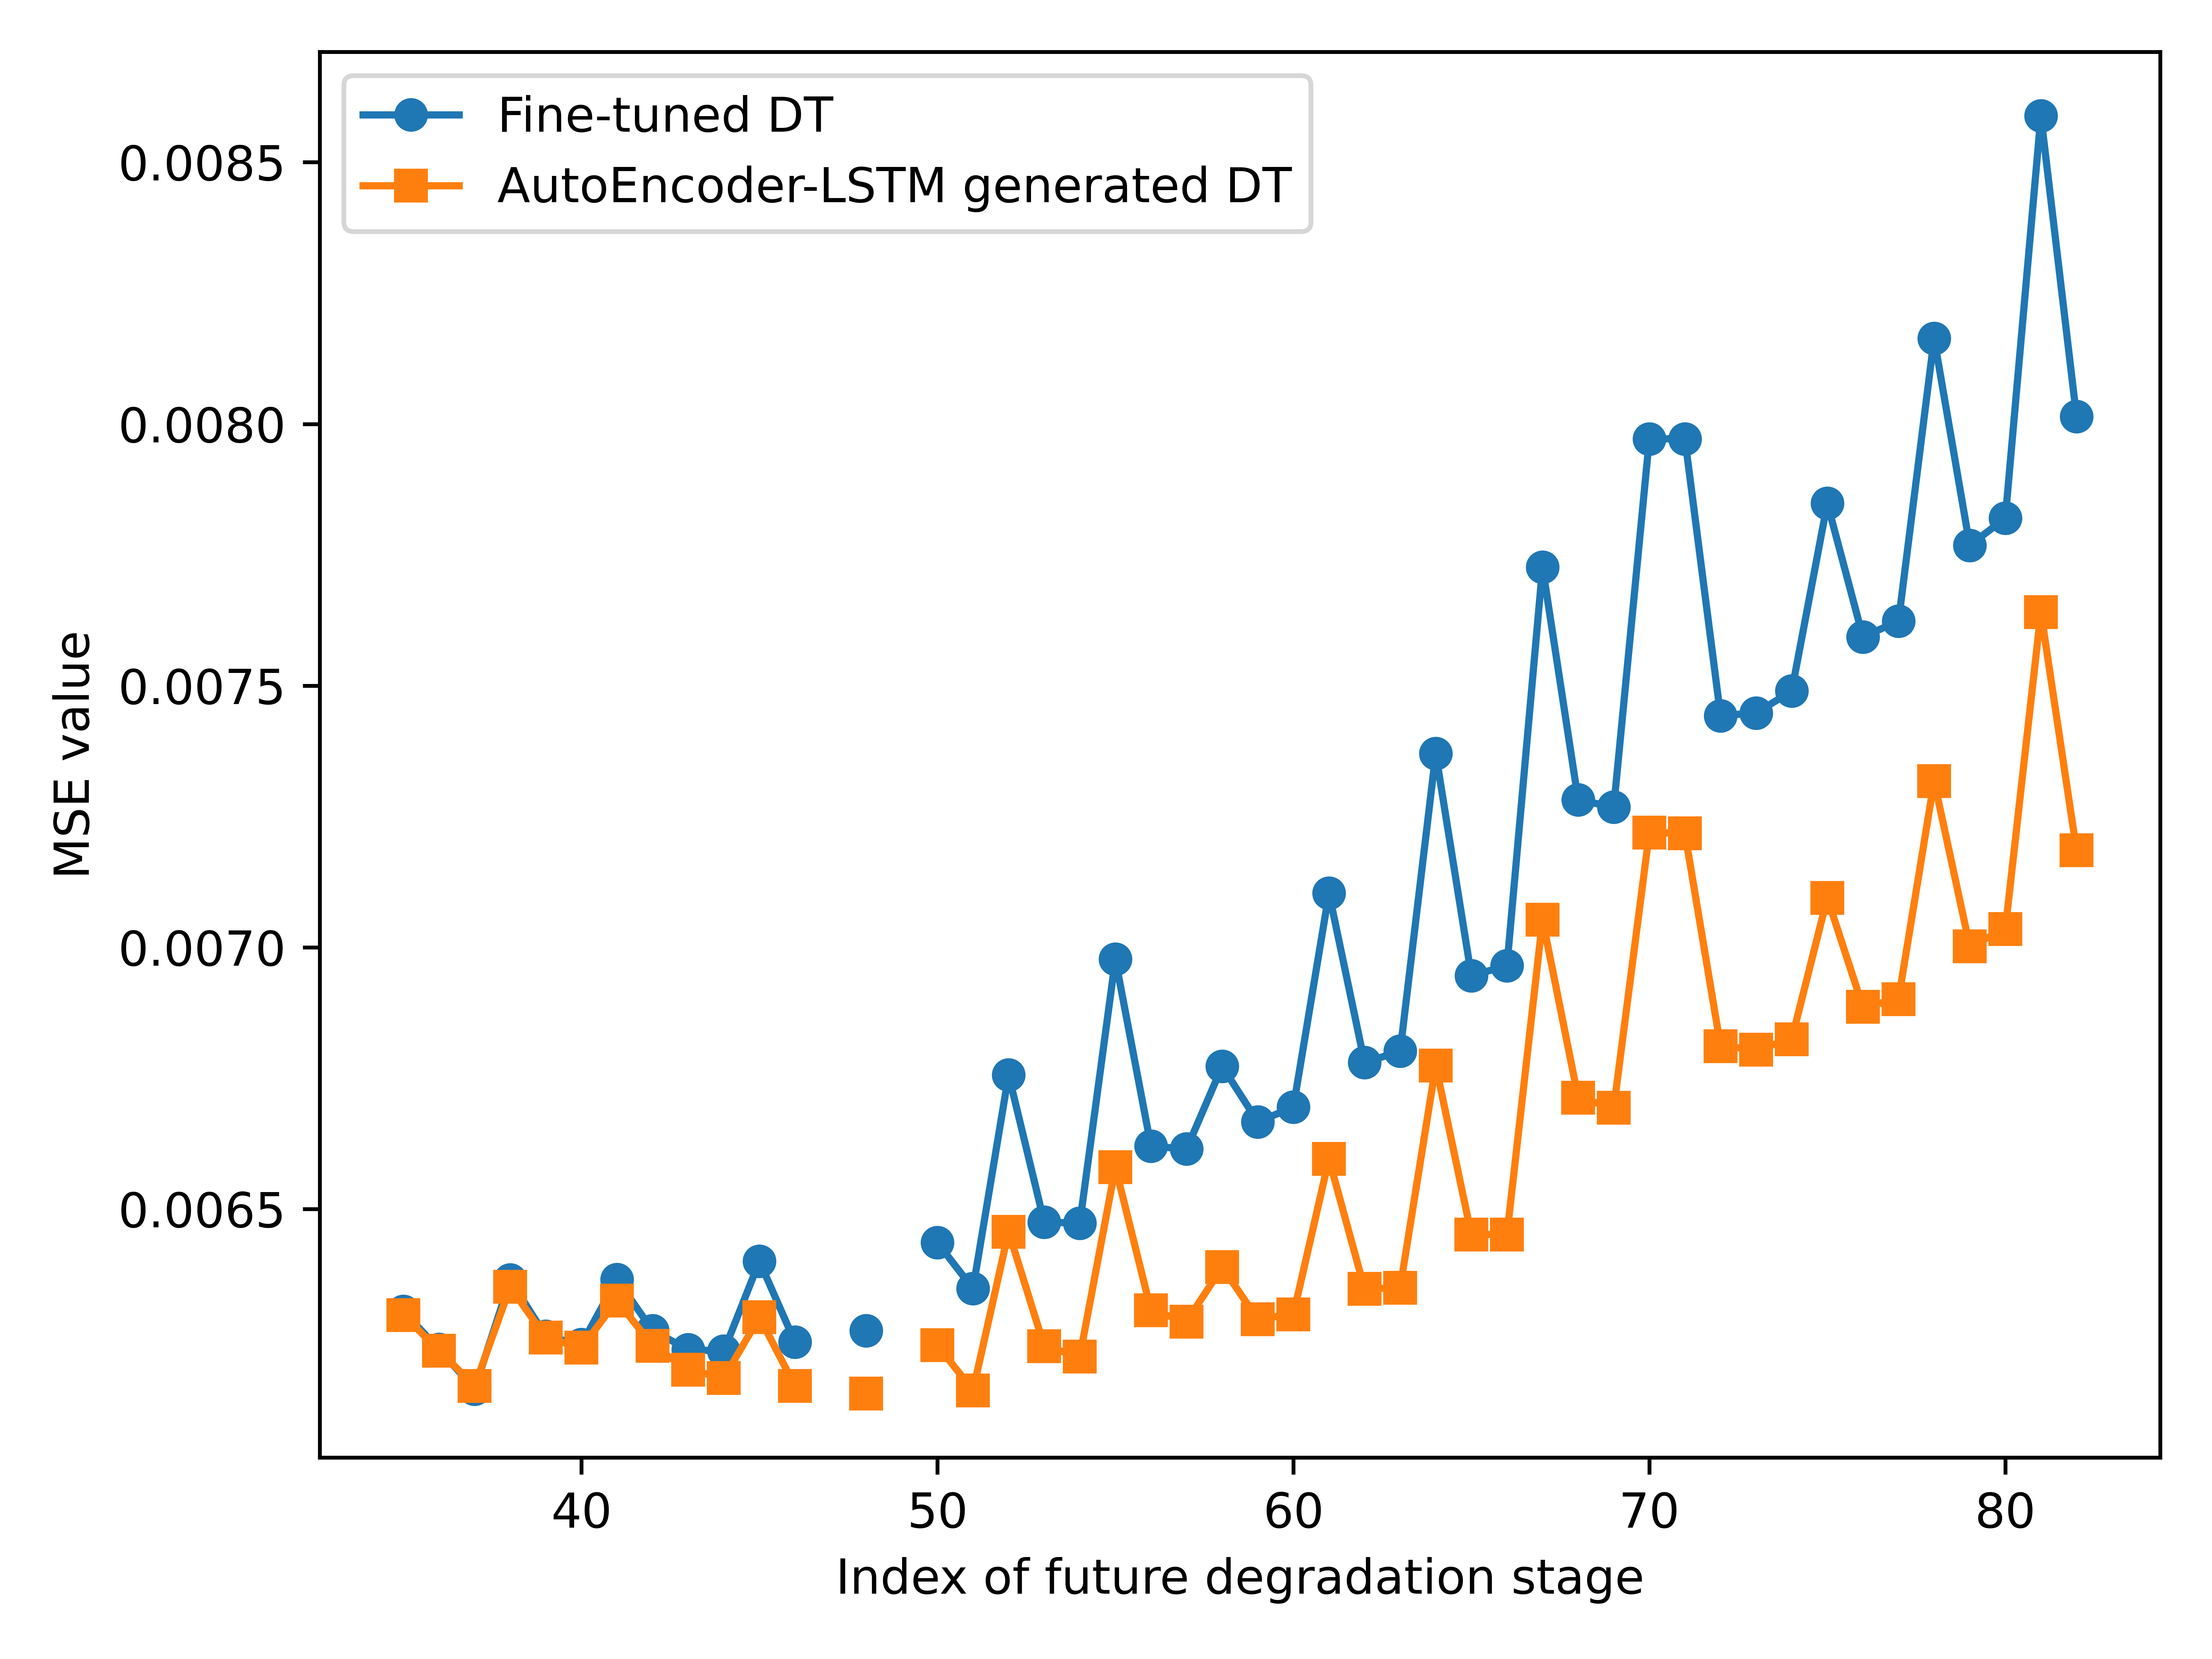 Fine-tuned DT
AutoEncoder-LSTM generated DT
0.0085
0.0080
0.0075
0.0070
0.0065
MSE value
40 50 60 70 80
Index of future degradation stage